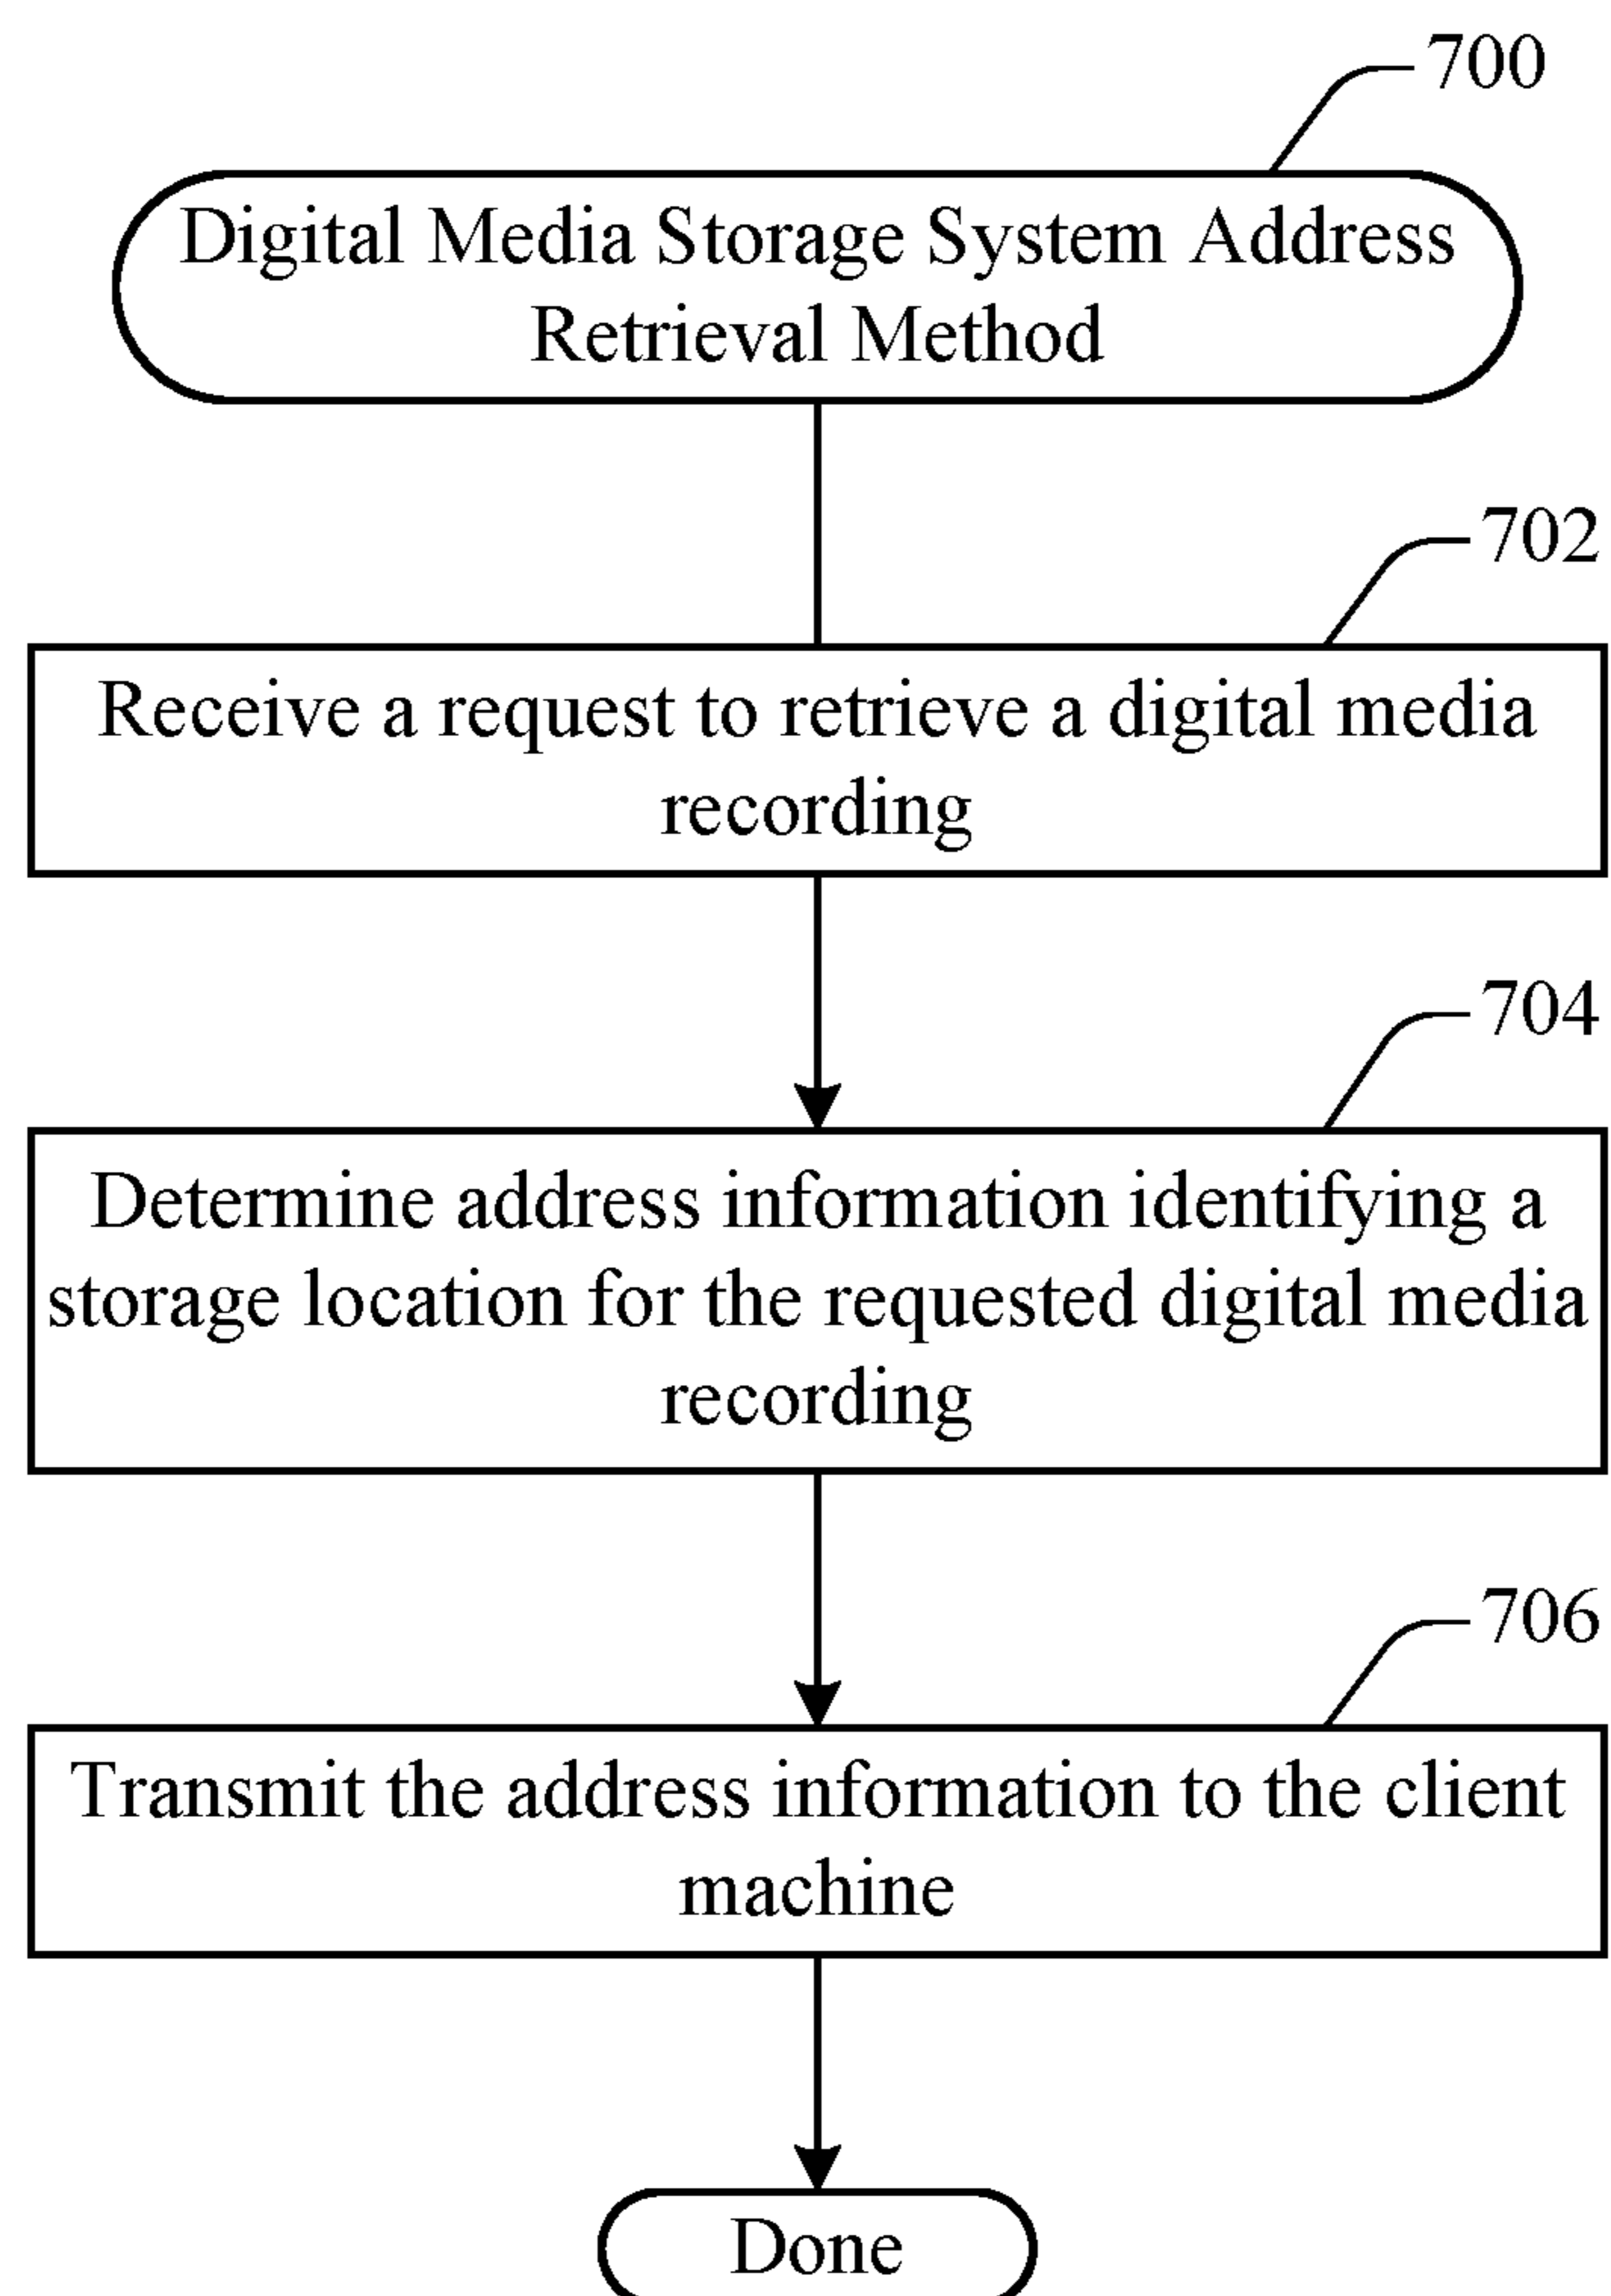 700
Digital Media Storage System Address
Retrieval Method
702
Receive a request to retrieve a digital media
recording
704
Determine address information identifying a
storage location for the requested digital media
recording
706
Transmit the address information to the client
machine
Done